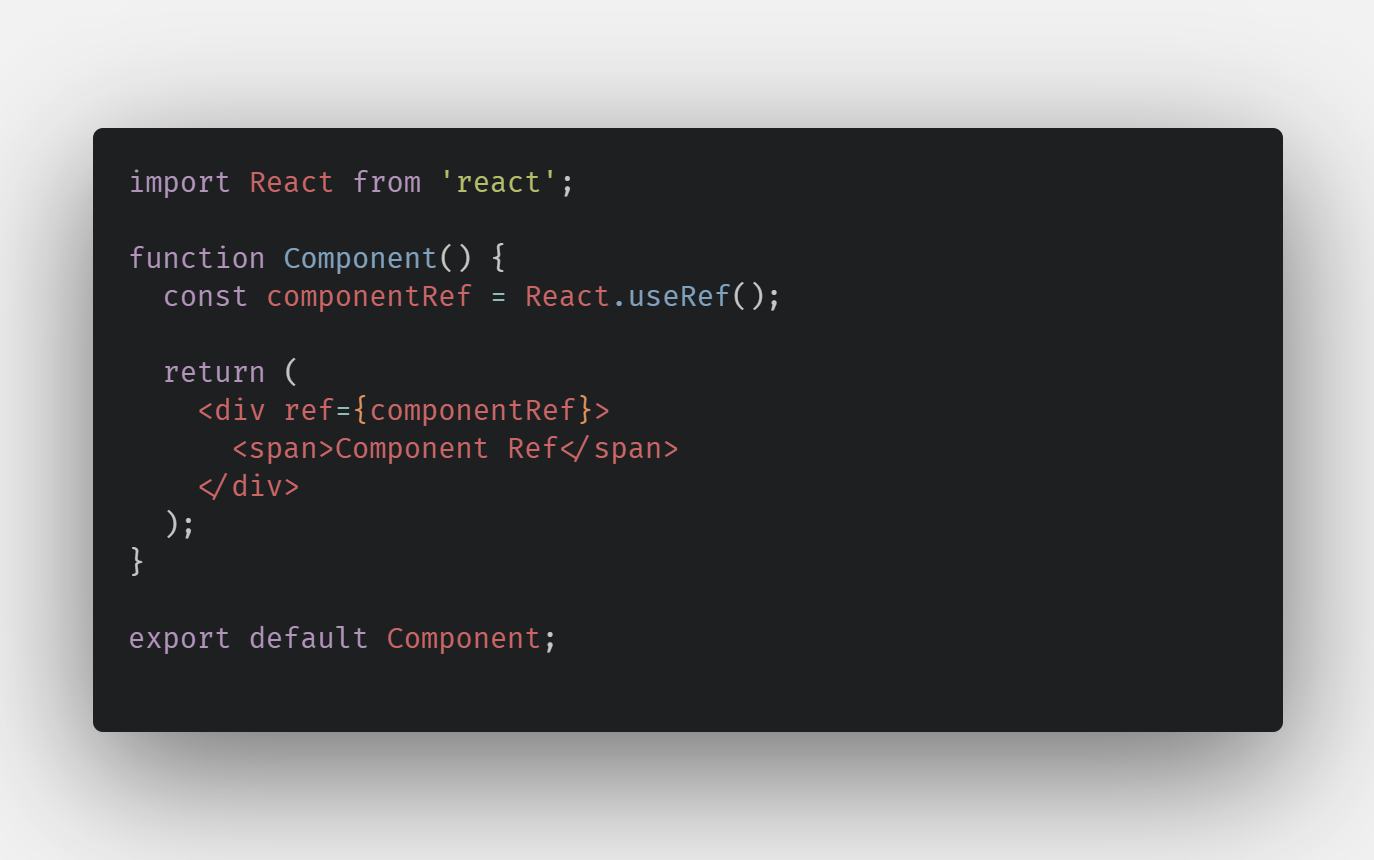 import React from 'react';
function Component() {
const componentRef = React.useRef();
return (
<div ref={componentRef}>
<span>Component Ref</span>
</div>
);
}
export default Component;